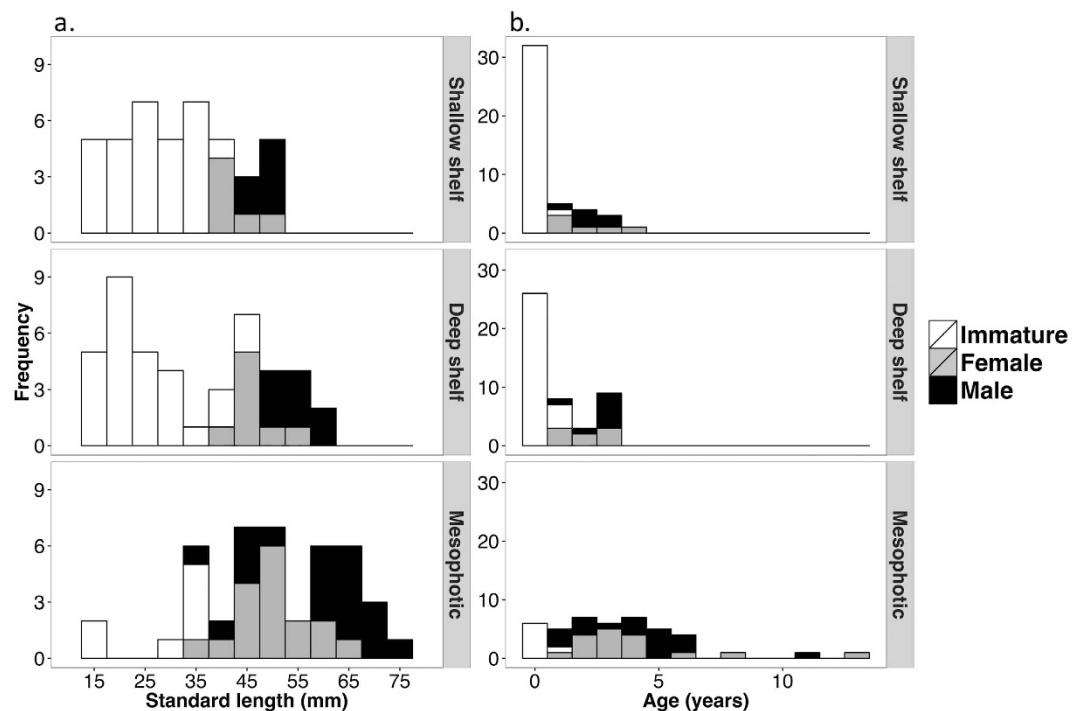 a.
b.
9
6
3
0
Shallow shelf
30
20
10
0
Shallow shelf
Frequency
9
6
3
0
Deep shelf
30
20
10
0
Deep shelf
Immature
Female
Male
9
6
3
0
Mesophotic
30
20
10
0
Mesophotic
15 25 35 45 55 65 75
0 5 10
Standard length (mm)
Age (years)